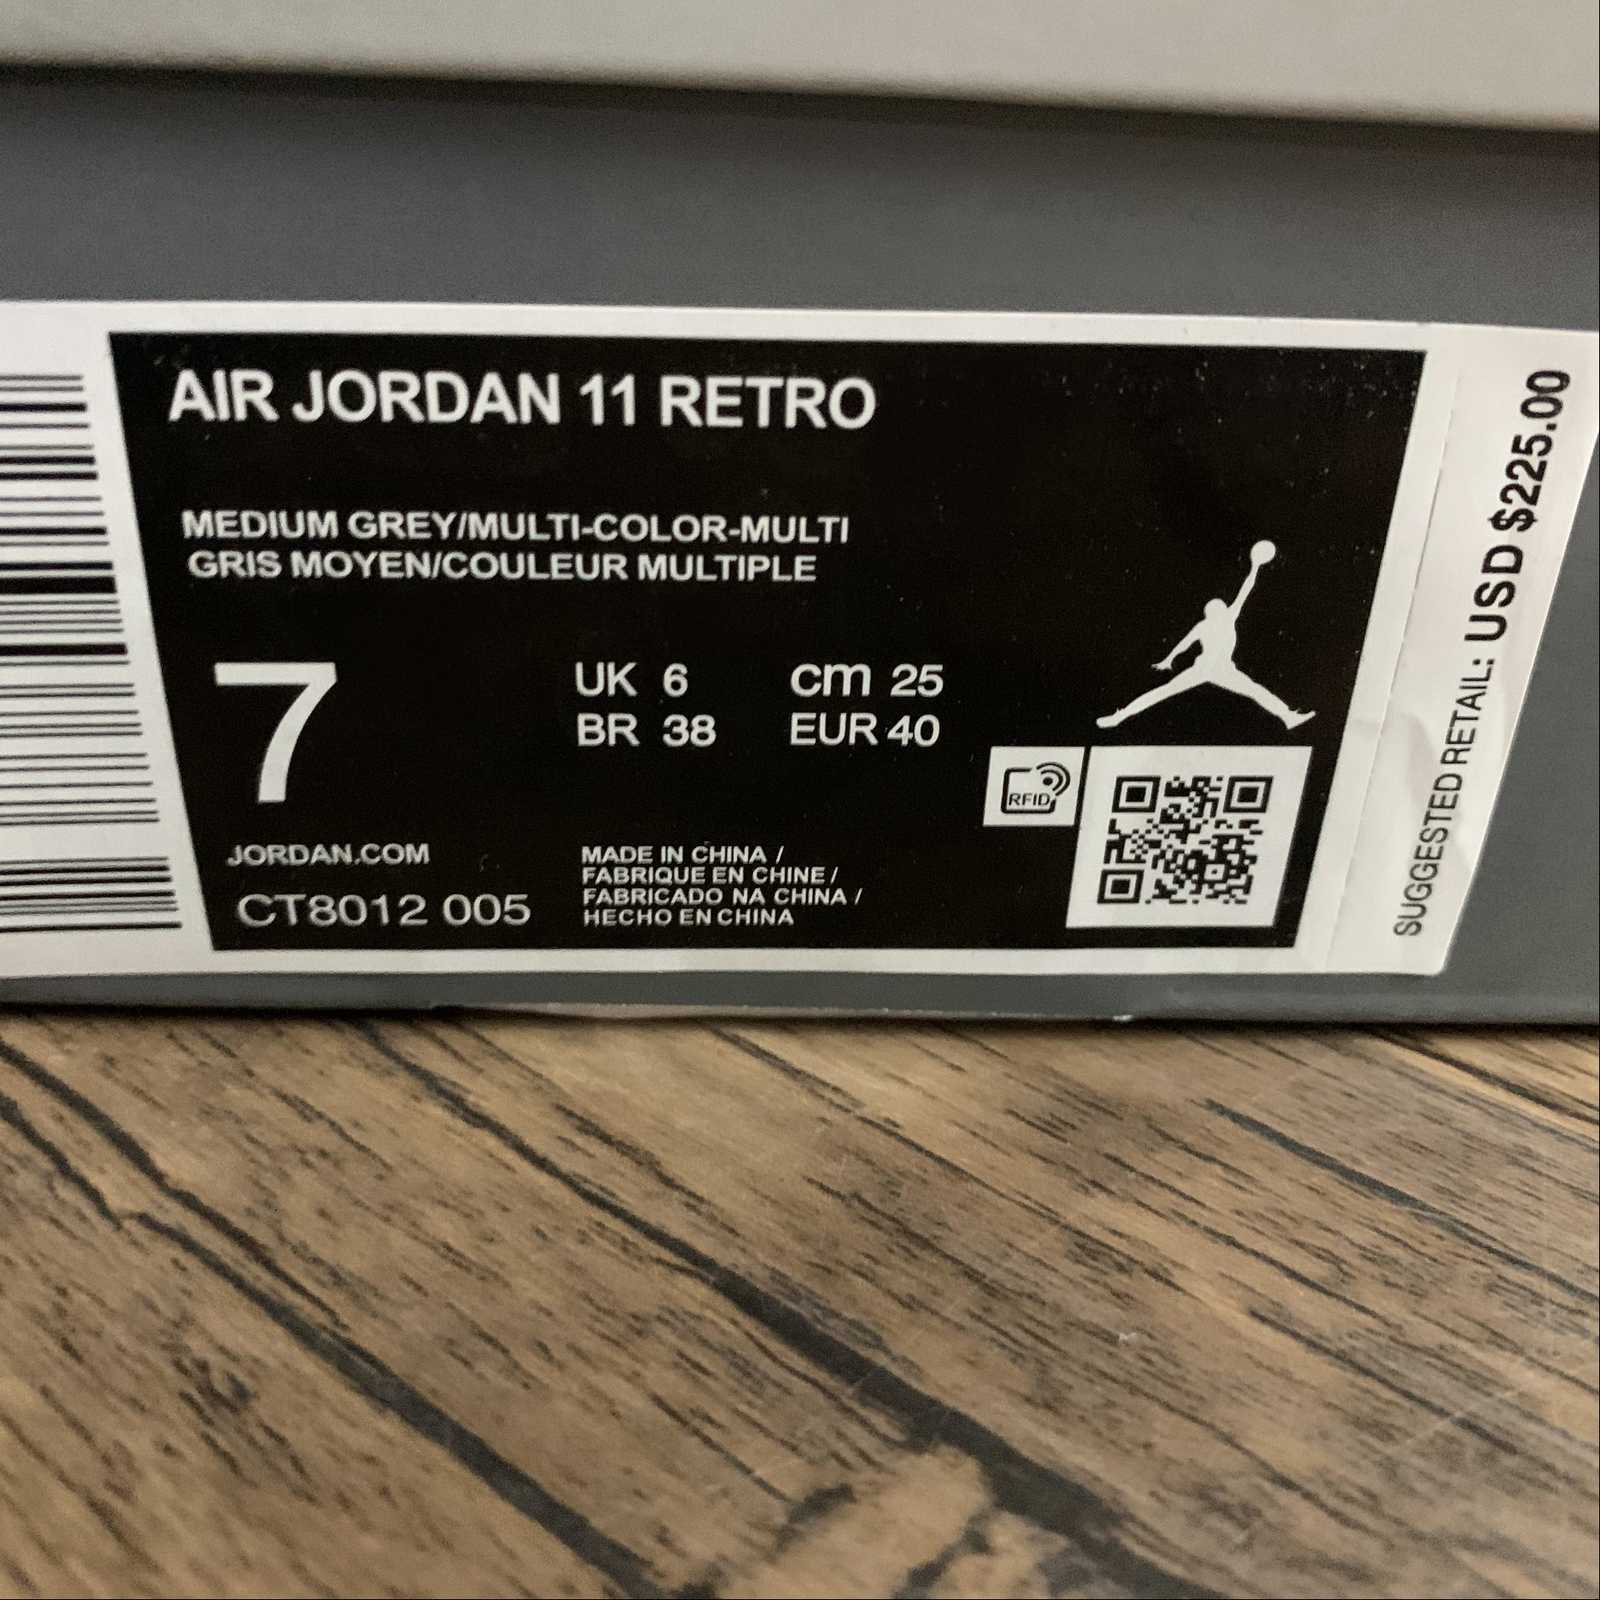 AIR JORDAN 11 RETRO
MEDIUM GREY/MULTI-COLOR-MULTI
GRIS MOYEN/COULEUR MULTIPLE
7
UK 6
BR 38
cm 25
EUR 40
RFID
JORDAN.COM
CT8012 005
MADE IN CHINA /
FABRIQUE EN CHINE /
FABRICADO NA CHINA /
HECHO EN CHINA
SUGGESTED RETAIL: USD $225.00